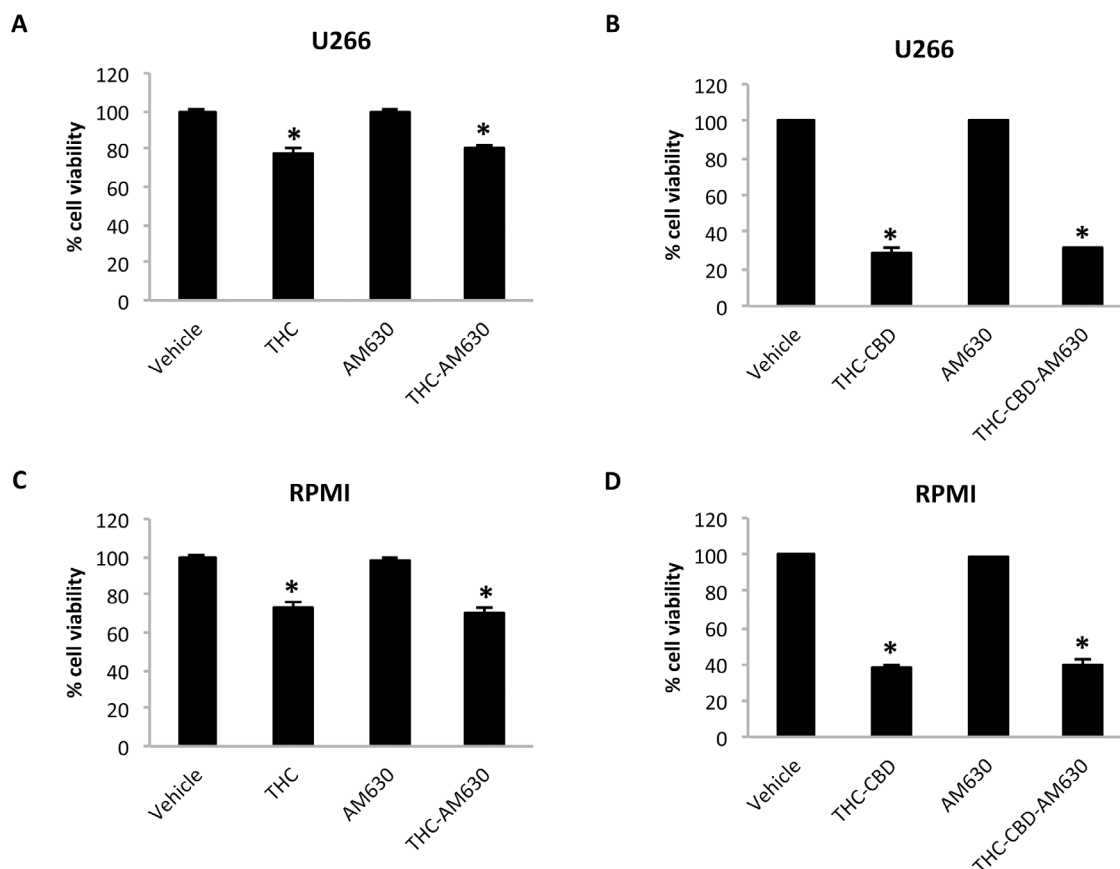 A
U266
% cell viability
120
100
80
60
40
20
0
*
*
Vehicle
THC
AM630
THC-AM630
B
U266
% cell viability
120
100
80
60
40
20
0
*
*
Vehicle
THC-CBD
AM630
THC-CBD-AM630
C
RPMI
% cell viability
120
100
80
60
40
20
0
*
*
Vehicle
THC
AM630
THC-AM630
D
RPMI
% cell viability
120
100
80
60
40
20
0
*
*
Vehicle
THC-CBD
AM630
THC-CBD-AM630